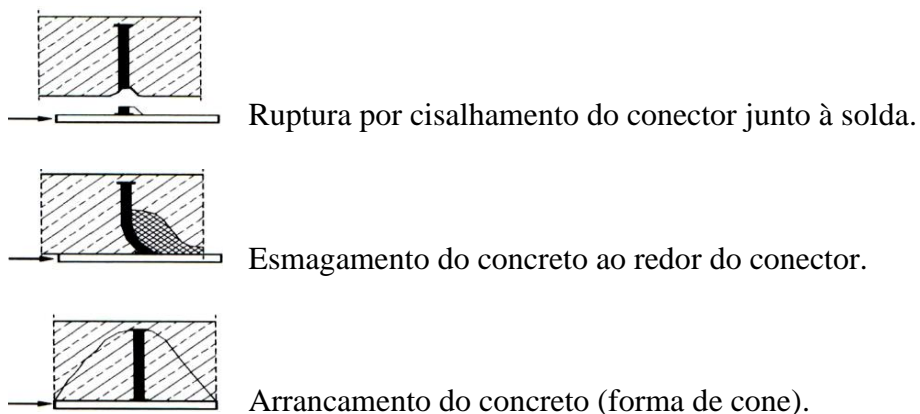 Ruptura por cisalhamento do conector junto à solda.
Esmagamento do concreto ao redor do conector.
Arrancamento do concreto (forma de cone).